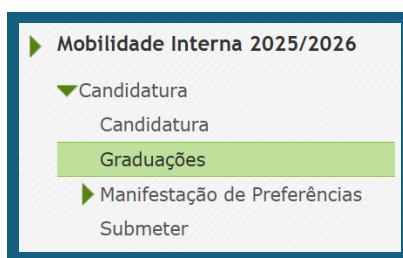 Mobilidade Interna 2025/2026
Candidatura
Candidatura
Graduações
Manifestação de Preferências
Submeter